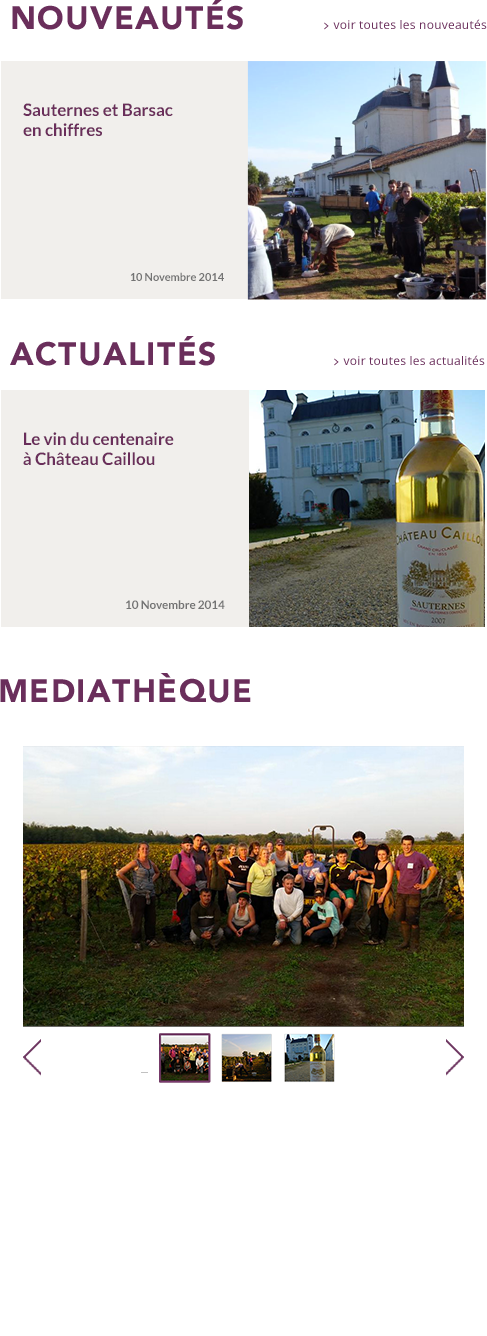 NOUVEAUTÉS
> voir toutes les nouveautés
Sauternes et Barsac
en chiffres
10 Novembre 2014
ACTUALITÉS
> voir toutes les actualités
Le vin du centenaire
à Château Caillou
10 Novembre 2014
CHÂTEAU CAILLOU
SAUTERNES
MEDIATHÈQUE